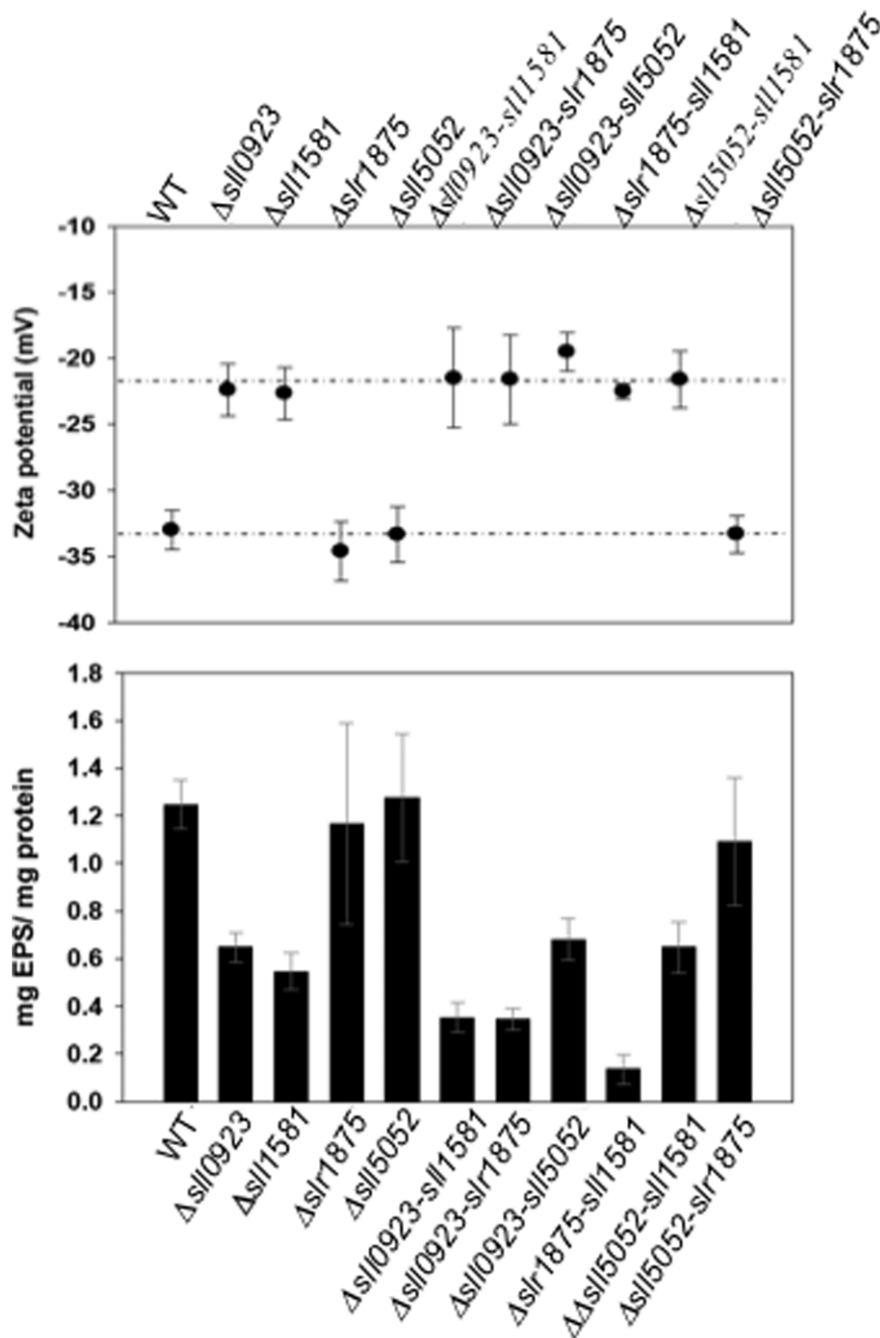 WT
Δsll0923
Δsll1581
Δslr1875
Δsll5052
Δsll0923-sll1581
Δsll0923-slr1875
Δsll0923-sll5052
Δslr1875-sll1581
Δsll5052-sll1581
Δsll5052-slr1875
Zeta potential (mV)
-10
-15
-20
-25
-30
-35
-40
mg EPS/ mg protein
1.8
1.6
1.4
1.2
1.0
0.8
0.6
0.4
0.2
0.0
WT
Δsll0923
Δsll1581
Δslr1875
Δsll5052
Δsll0923-sll1581
Δsll0923-slr1875
Δsll0923-sll5052
Δslr1875-sll1581
ΔΔsll5052-sll1581
Δsll5052-slr1875